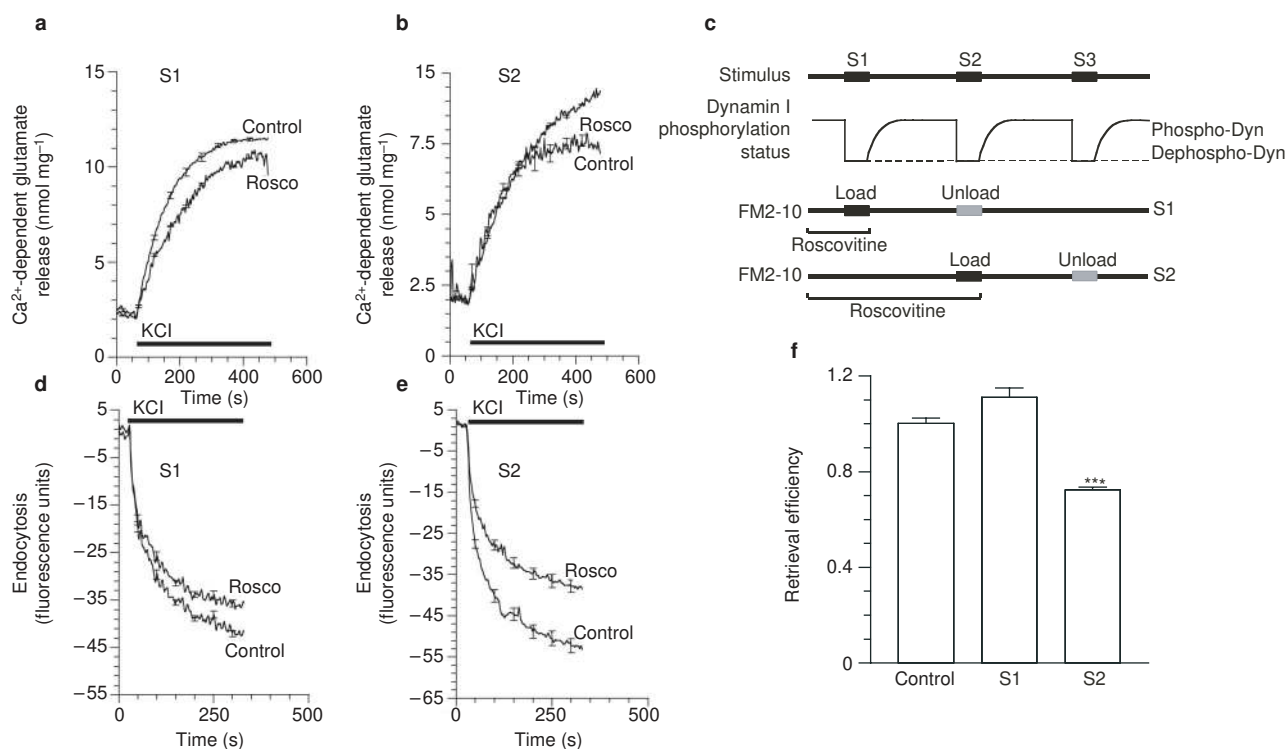 a
S1
15
10
5
0
Ca²⁺-dependent glutamate
release (nmol mg⁻¹)
Control
Rosco
KCl
0
200
400
600
Time (s)
b
S2
15
10
7.5
5
2.5
0
Ca²⁺-dependent glutamate
release (nmol mg⁻¹)
Rosco
Control
KCl
0
200
400
600
Time (s)
c
S1 S2 S3
Stimulus
Dynamin I
phosphorylation
status
Phospho-Dyn
Dephospho-Dyn
Load Unload
FM2-10 S1
Roscovitine
Load Unload
FM2-10 S2
Roscovitine
d
KCl
5
−5
−15
−25
−35
−45
−55
Endocytosis
(fluorescence units)
S1
Rosco
Control
0 250 500
Time (s)
e
KCl
5
−5
−15
−25
−35
−45
−55
−65
Endocytosis
(fluorescence units)
S2
Rosco
Control
0 250 500
Time (s)
f
1.2
0.8
0.4
0
Retrieval efficiency
***
Control S1 S2